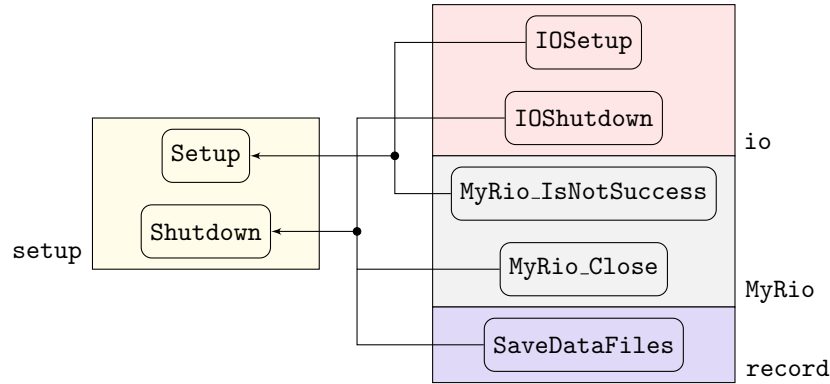 IOSetup
IOShutdown
io
Setup
MyRio_IsNotSuccess
Shutdown
setup
MyRio_Close
MyRio
SaveDataFiles
record